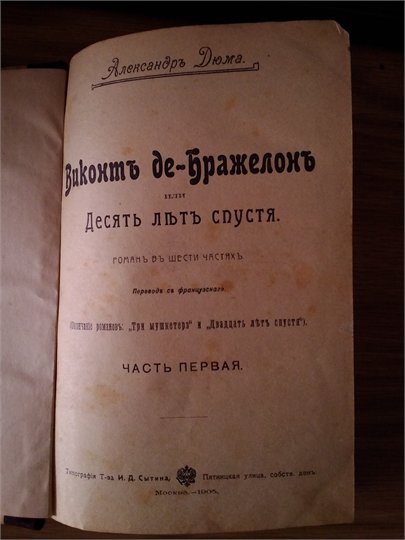 Александръ Дюма.
Виконтъ де-Бражелонъ
или
Десять лѣтъ спустя.
РОМАНЪ ВЪ ШЕСТИ ЧАСТЯХЪ
Переводъ съ французскаго.
(Окончаніе романовъ: „Три мушкетера" и „Двадцать лѣтъ спустя").
ЧАСТЬ ПЕРВАЯ.
Типографія Т-ва И. Д. Сытина, Пятницкая улица, собств. домъ.
Москва.—1905.